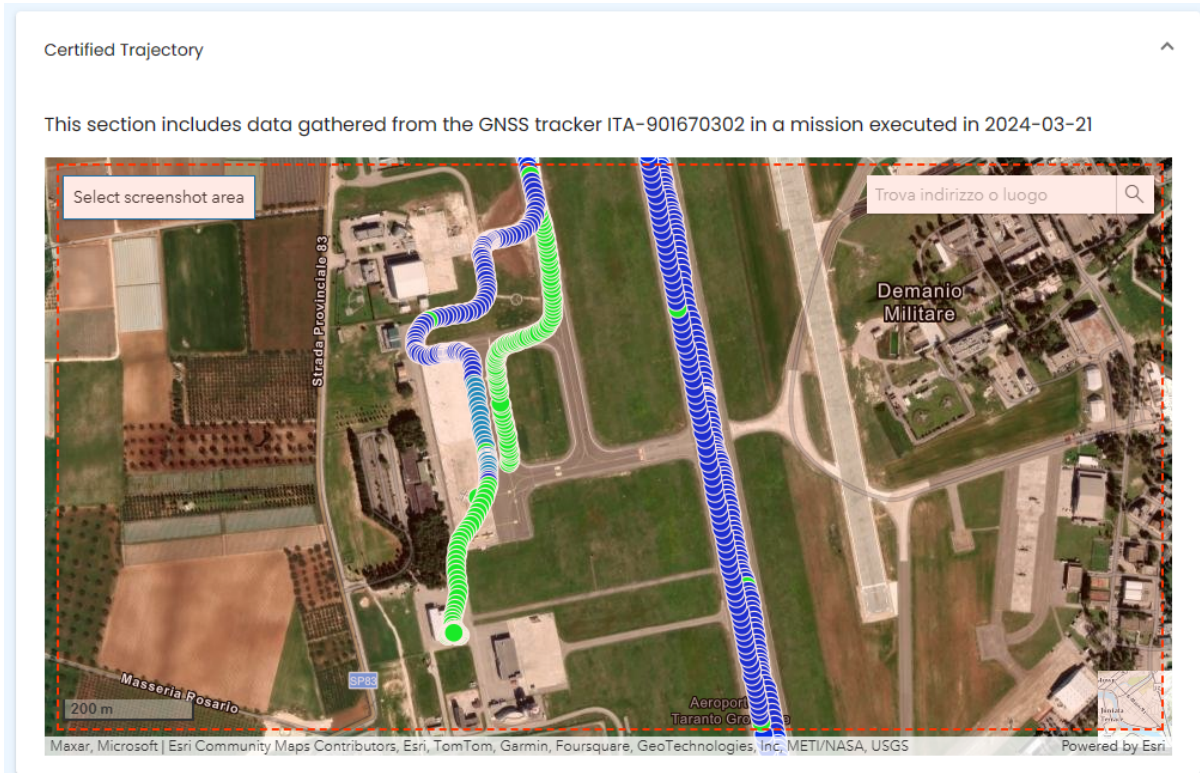 Certified Trajectory
This section includes data gathered from the GNSS tracker ITA-901670302 in a mission executed in 2024-03-21
Select screenshot area
Trova indirizzo o luogo
Strada Provinciale 83
Demanio
Militare
Masseria Rosario
SP83
200 m
Aeroport
Taranto Gro
Maxar, Microsoft | Esri Community Maps Contributors, Esri, TomTom, Garmin, Foursquare, GeoTechnologies, Inc, METI/NASA, USGS
Powered by Esri